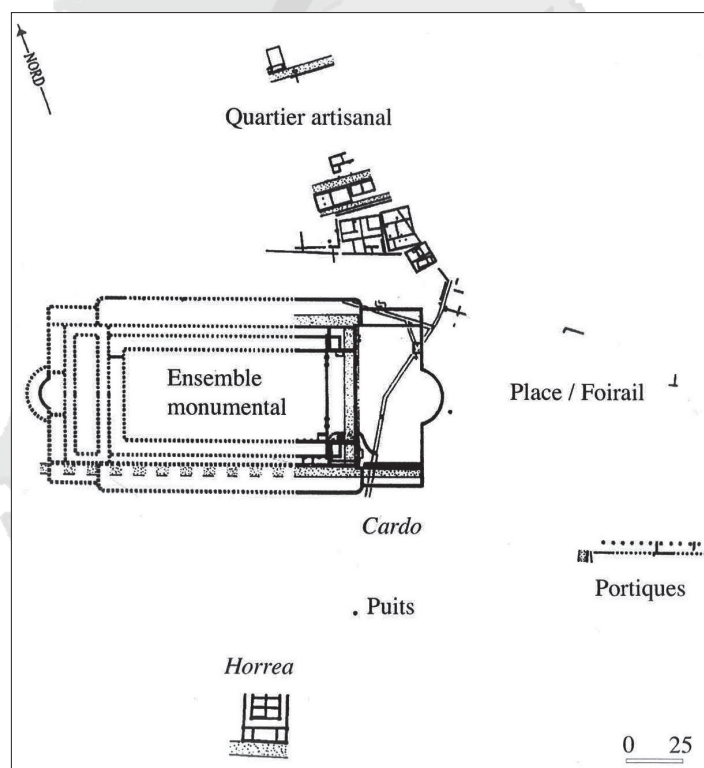 NORD
Quartier artisanal
Ensemble
monumental
Place / Foirail
Cardo
Portiques
Puits
Horrea
0 25